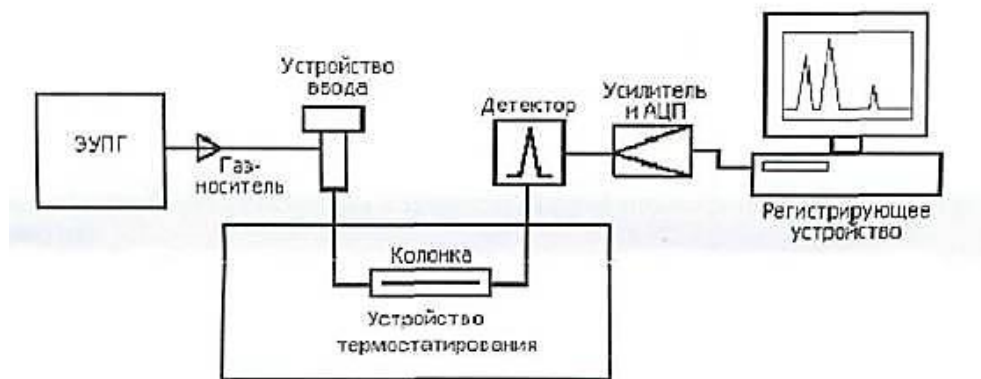 ЭУПГ
Газ-
носитель
Устройство
ввода
Колонка
Устройство
термостатирования
Детектор
Усилитель
и АЦП
Регистрирующее
устройство